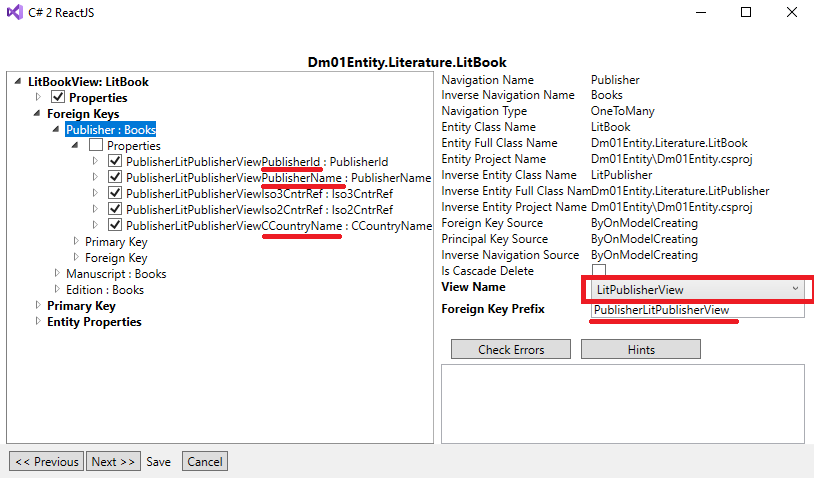 C# 2 ReactJS
Dm01Entity.Literature.LitBook
LitBookView: LitBook
Properties
Foreign Keys
Publisher : Books
Properties
PublisherLitPublisherViewPublisherId : PublisherId
PublisherLitPublisherViewPublisherName : PublisherName
PublisherLitPublisherViewIso3CntrRef : Iso3CntrRef
PublisherLitPublisherViewIso2CntrRef : Iso2CntrRef
PublisherLitPublisherViewCCountryName : CCountryName
Primary Key
Foreign Key
Manuscript : Books
Edition : Books
Primary Key
Entity Properties
Navigation Name Publisher
Inverse Navigation Name Books
Navigation Type OneToMany
Entity Class Name LitBook
Entity Full Class Name Dm01Entity.Literature.LitBook
Entity Project Name Dm01Entity\Dm01Entity.csproj
Inverse Entity Class Name LitPublisher
Inverse Entity Full Class Nam Dm01Entity.Literature.LitPublisher
Inverse Entity Project Name Dm01Entity\Dm01Entity.csproj
Foreign Key Source ByOnModelCreating
Principal Key Source ByOnModelCreating
Inverse Navigation Source ByOnModelCreating
Is Cascade Delete
View Name LitPublisherView
Foreign Key Prefix PublisherLitPublisherView
Check Errors Hints
<< Previous Next >> Save Cancel